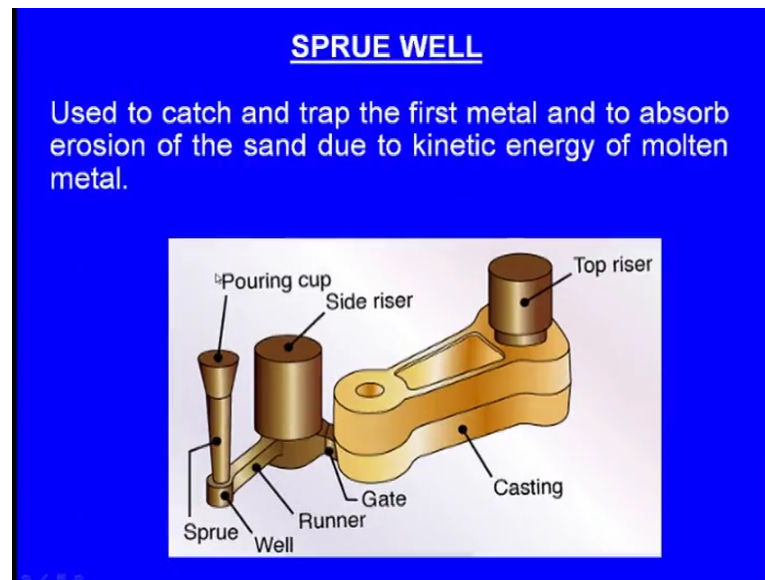 SPRUE WELL
Used to catch and trap the first metal and to absorb
erosion of the sand due to kinetic energy of molten
metal.
Pouring cup
Side riser
Top riser
Casting
Gate
Runner
Sprue
Well